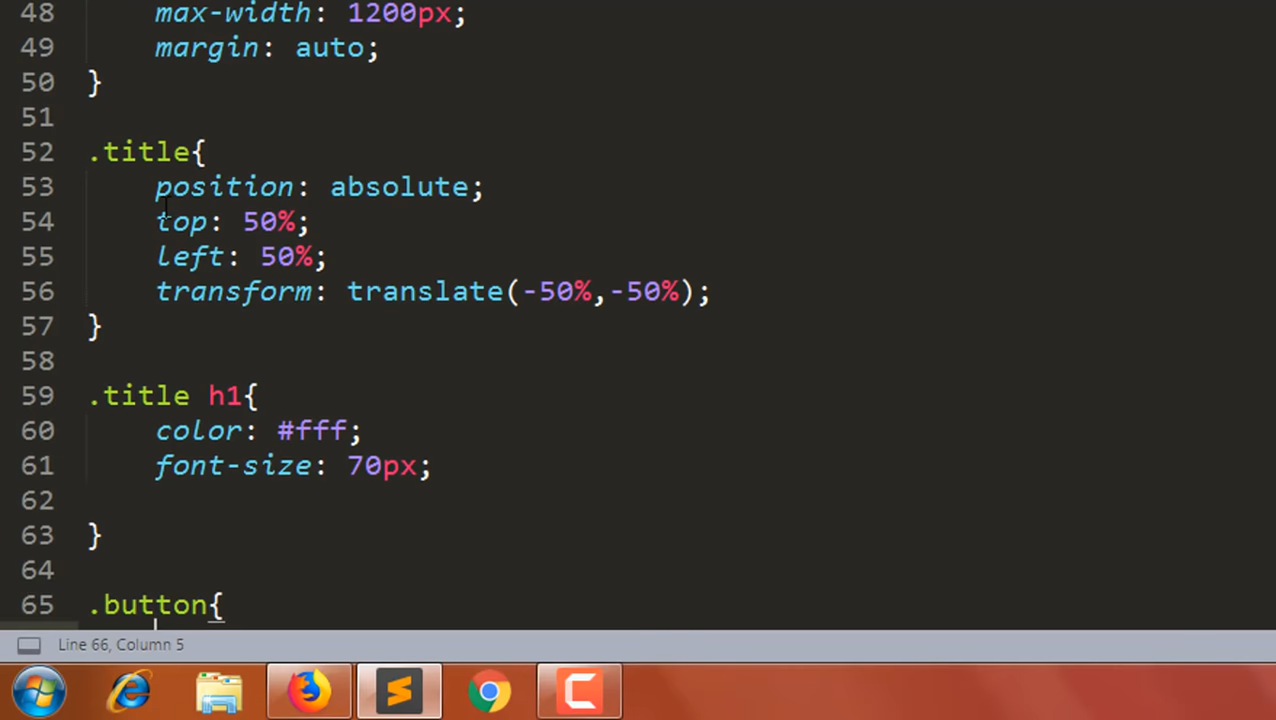 48 max-width: 1200px;
49 margin: auto;
50 }
51
52 .title{
53 position: absolute;
54 top: 50%;
55 left: 50%;
56 transform: translate(-50%,-50%);
57 }
58
59 .title h1{
60 color: #fff;
61 font-size: 70px;
62
63 }
64
65 .button{
Line 66, Column 5